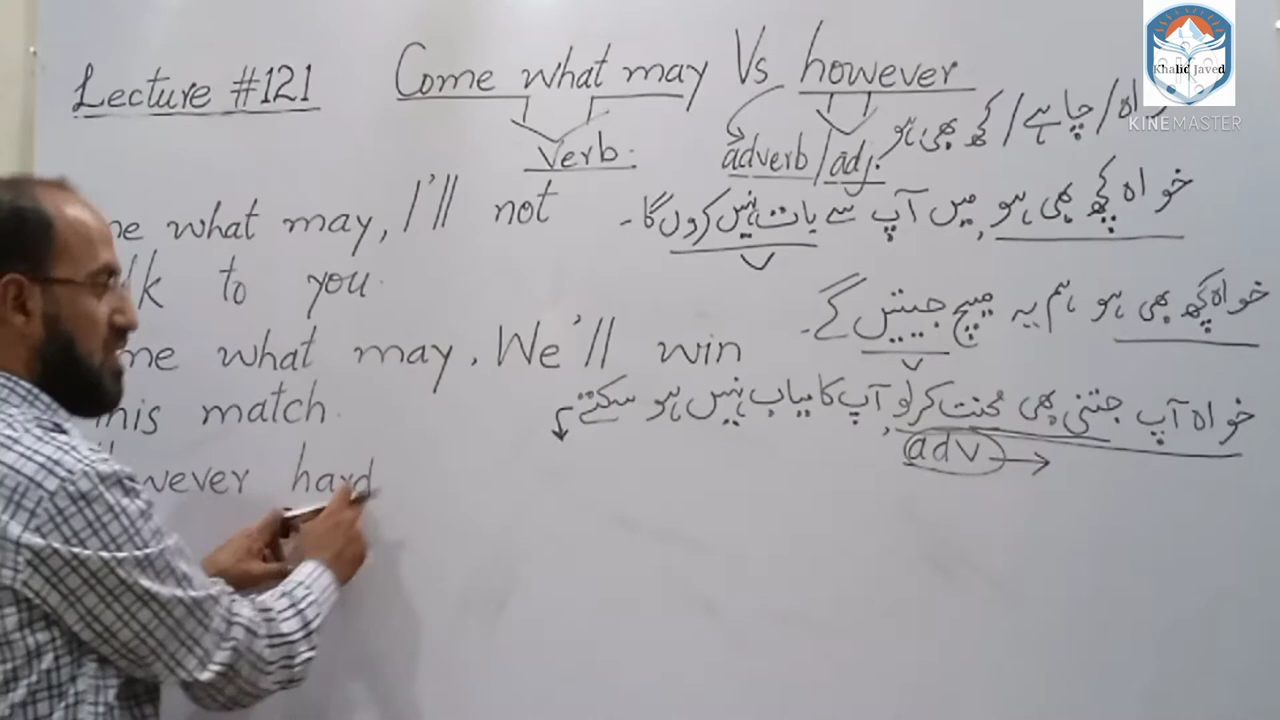 Lecture #121
Come what may Vs however
Verb.
adverb/adj.
خواہ/چاہے/کچھ بھی ہو
me what may, I'll not
lk to you.
خواہ کچھ بھی ہو، میں آپ سے بات نہیں کروں گا۔
me what may, We'll win
this match.
خواہ کچھ بھی ہو ہم یہ میچ جیتیں گے۔
خواہ آپ جتنی بھی محنت کر لو، آپ کامیاب نہیں ہو سکتے
adv
wever hard
Khalid Javed
KINEMASTER